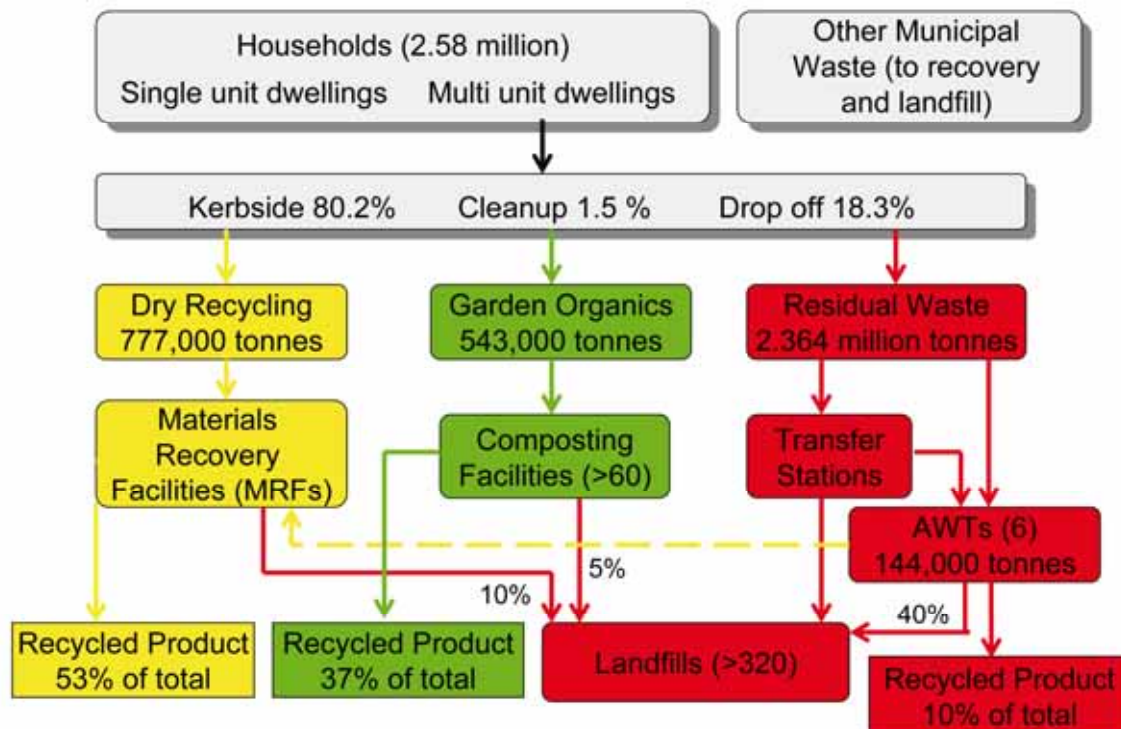 Households (2.58 million)
Single unit dwellings Multi unit dwellings
Other Municipal
Waste (to recovery
and landfill)
Kerbside 80.2% Cleanup 1.5 % Drop off 18.3%
Dry Recycling
777,000 tonnes
Garden Organics
543,000 tonnes
Residual Waste
2.364 million tonnes
Materials
Recovery
Facilities (MRFs)
Composting
Facilities (>60)
Transfer
Stations
AWTs (6)
144,000 tonnes
10%
5%
40%
Recycled Product
53% of total
Recycled Product
37% of total
Landfills (>320)
Recycled Product
10% of total